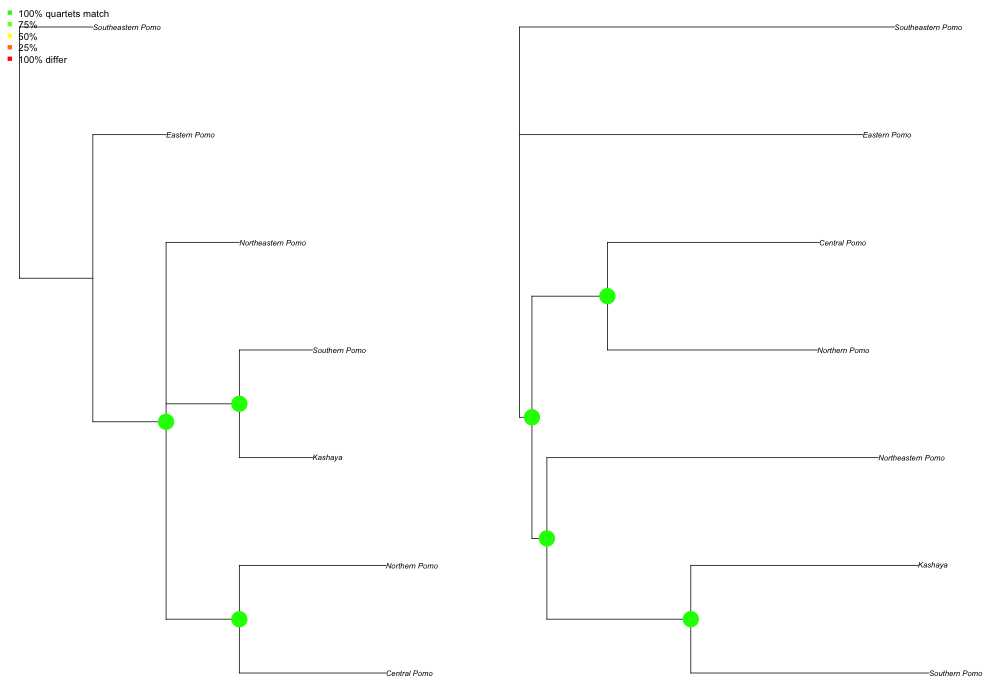 100% quartets match
75%
50%
25%
100% differ
Southeastern Pomo
Eastern Pomo
Northeastern Pomo
Southern Pomo
Kashaya
Northern Pomo
Central Pomo
Southeastern Pomo
Eastern Pomo
Central Pomo
Northern Pomo
Northeastern Pomo
Kashaya
Southern Pomo